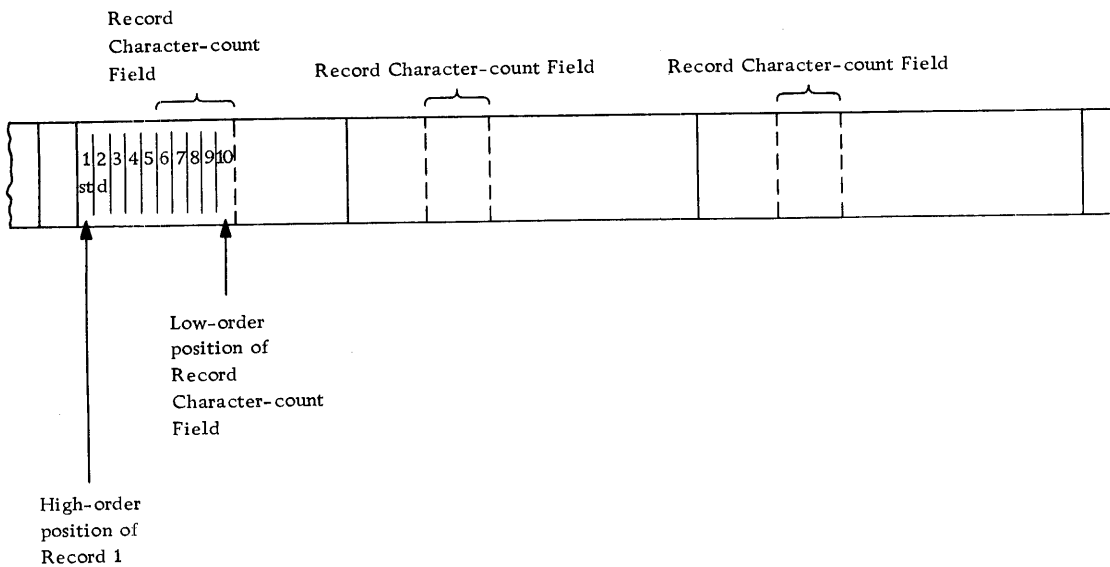 Record
Character-count
Field
Record Character-count Field
Record Character-count Field
1 2 3 4 5 6 7 8 9 10
st d
Low-order
position of
Record
Character-count
Field
High-order
position of
Record 1